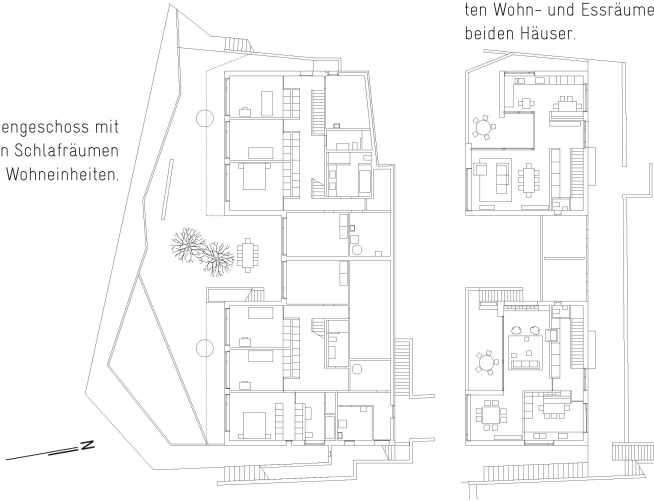 ten Wohn- und Essräume
beiden Häuser.
engeschoss mit
n Schlafräumen
Wohneinheiten.
N